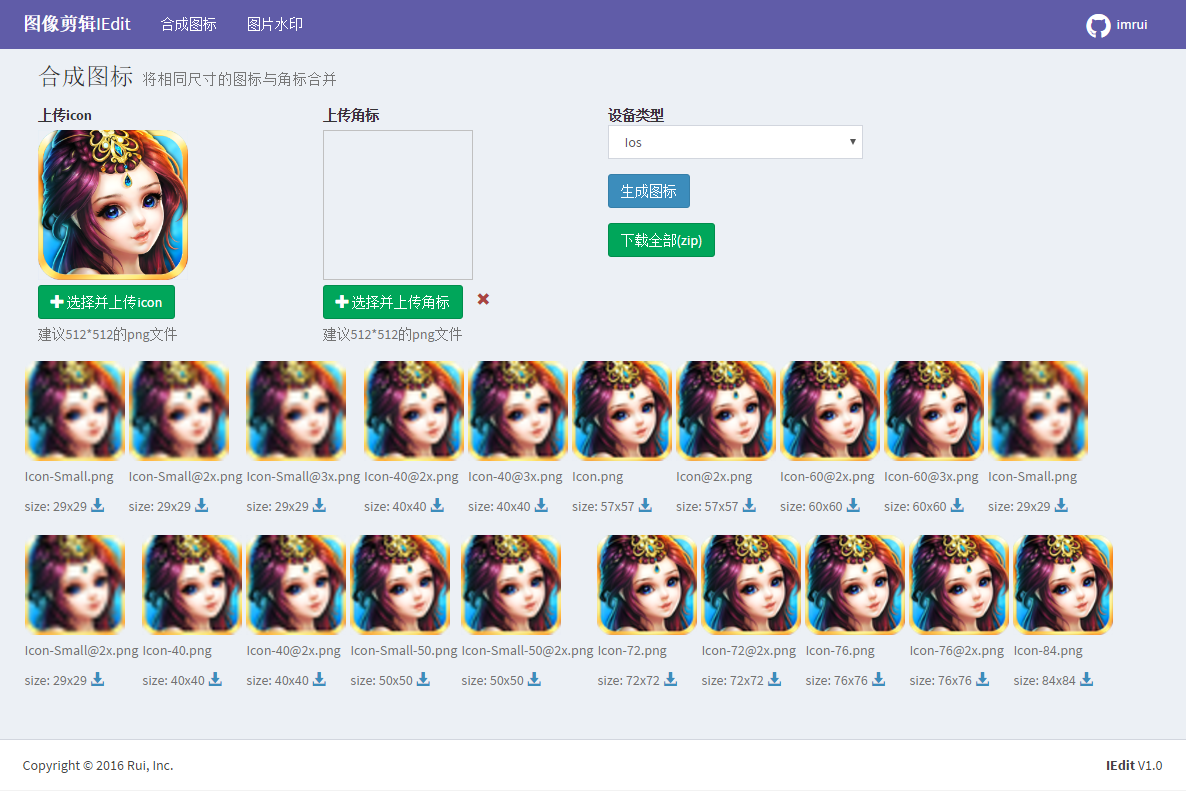 图像剪辑IEdit 合成图标 图片水印 imrui
合成图标 将相同尺寸的图标与角标合并
上传icon 上传角标 设备类型
Ios
生成图标
下载全部(zip)
选择并上传icon 选择并上传角标
建议512*512的png文件 建议512*512的png文件
Icon-Small.png Icon-Small@2x.png Icon-Small@3x.png Icon-40@2x.png Icon-40@3x.png Icon.png Icon@2x.png Icon-60@2x.png Icon-60@3x.png Icon-Small.png
size: 29x29 size: 29x29 size: 29x29 size: 40x40 size: 40x40 size: 57x57 size: 57x57 size: 60x60 size: 60x60 size: 29x29
Icon-Small@2x.png Icon-40.png Icon-40@2x.png Icon-Small-50.png Icon-Small-50@2x.png Icon-72.png Icon-72@2x.png Icon-76.png Icon-76@2x.png Icon-84.png
size: 29x29 size: 40x40 size: 40x40 size: 50x50 size: 50x50 size: 72x72 size: 72x72 size: 76x76 size: 76x76 size: 84x84
Copyright © 2016 Rui, Inc. IEdit V1.0